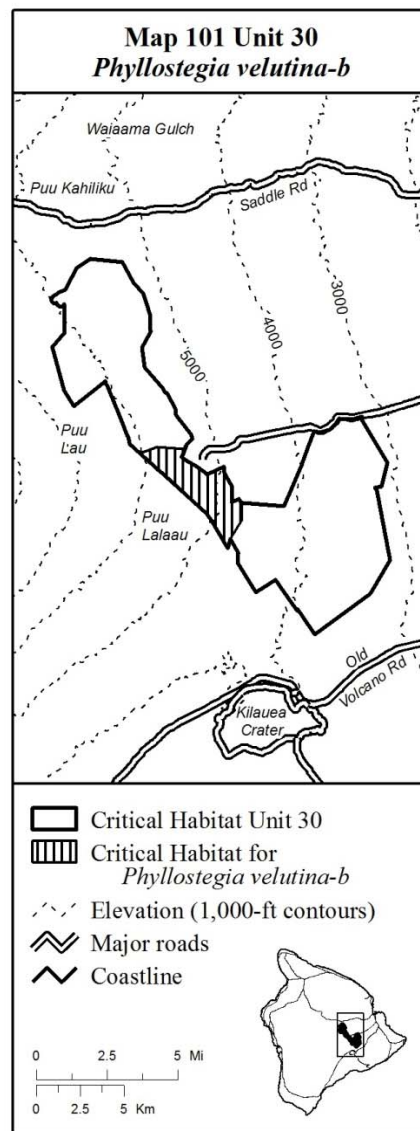 Map 101 Unit 30
Phyllostegia velutina-b
Waiaama Gulch
Puu Kahiliku
Saddle Rd
3000
4000
5000
Puu
Lau
Puu
Lalaau
Old
Volcano Rd
Kilauea
Crater
Critical Habitat Unit 30
Critical Habitat for
Phyllostegia velutina-b
Elevation (1,000-ft contours)
Major roads
Coastline
0 2.5 5 Mi
0 2.5 5 Km